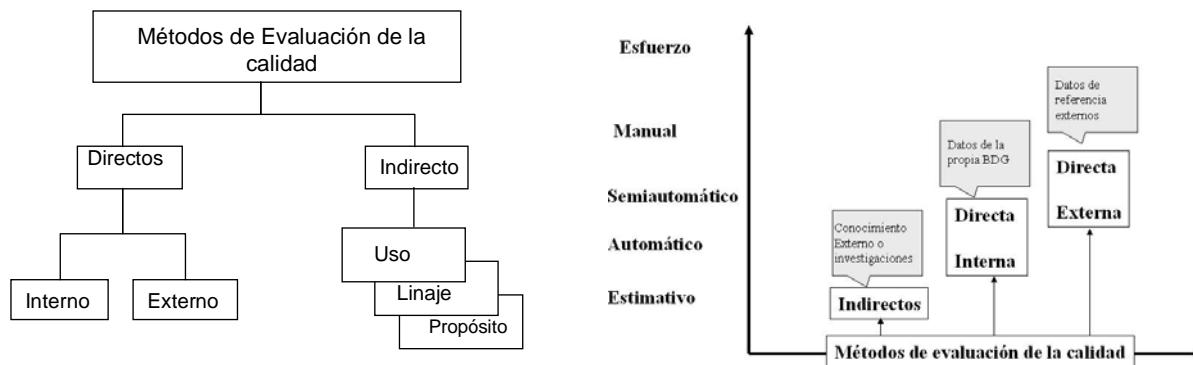 Métodos de Evaluación de la
calidad
Directos
Indirecto
Interno
Externo
Uso
Linaje
Propósito
Esfuerzo
Manual
Semiautomático
Automático
Estimativo
Datos de
referencia
externos
Datos de la
propia BDG
Conocimiento
Externo o
investigaciones
Directa
Externa
Directa
Interna
Indirectos
Métodos de evaluación de la calidad